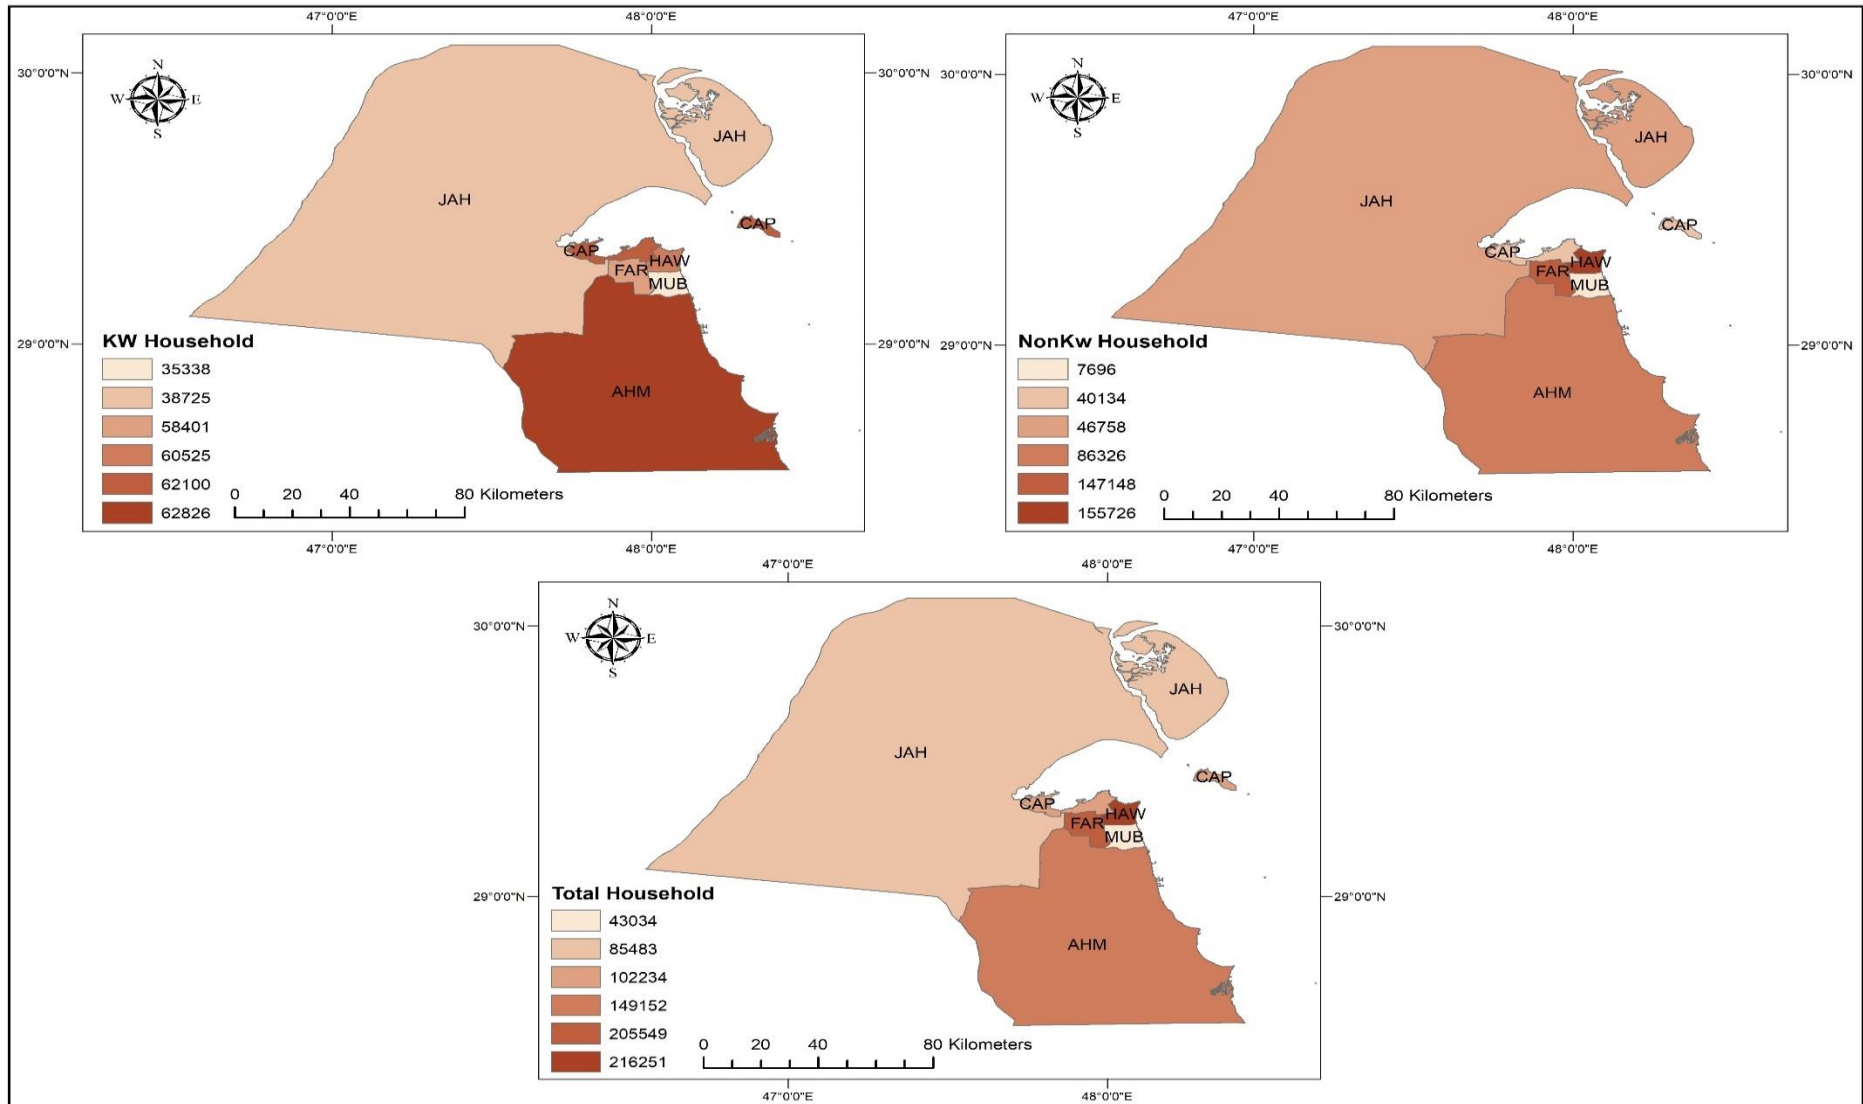 47°0'0"E 48°0'0"E
30°0'0"N 30°0'0"N
N
W E
S
JAH
JAH
CAP
CAP
HAW
FAR
MUB
29°0'0"N 29°0'0"N
AHM
KW Household
35338
38725
58401
60525
62100
62826
0 20 40 80 Kilometers
47°0'0"E 48°0'0"E
47°0'0"E 48°0'0"E
30°0'0"N 30°0'0"N
N
W E
S
JAH
JAH
CAP
CAP
HAW
FAR
MUB
29°0'0"N 29°0'0"N
AHM
NonKw Household
7696
40134
46758
86326
147148
155726
0 20 40 80 Kilometers
47°0'0"E 48°0'0"E
47°0'0"E 48°0'0"E
30°0'0"N 30°0'0"N
N
W E
S
JAH
JAH
CAP
CAP
HAW
FAR
MUB
29°0'0"N 29°0'0"N
AHM
Total Household
43034
85483
102234
149152
205549
216251
0 20 40 80 Kilometers
47°0'0"E 48°0'0"E